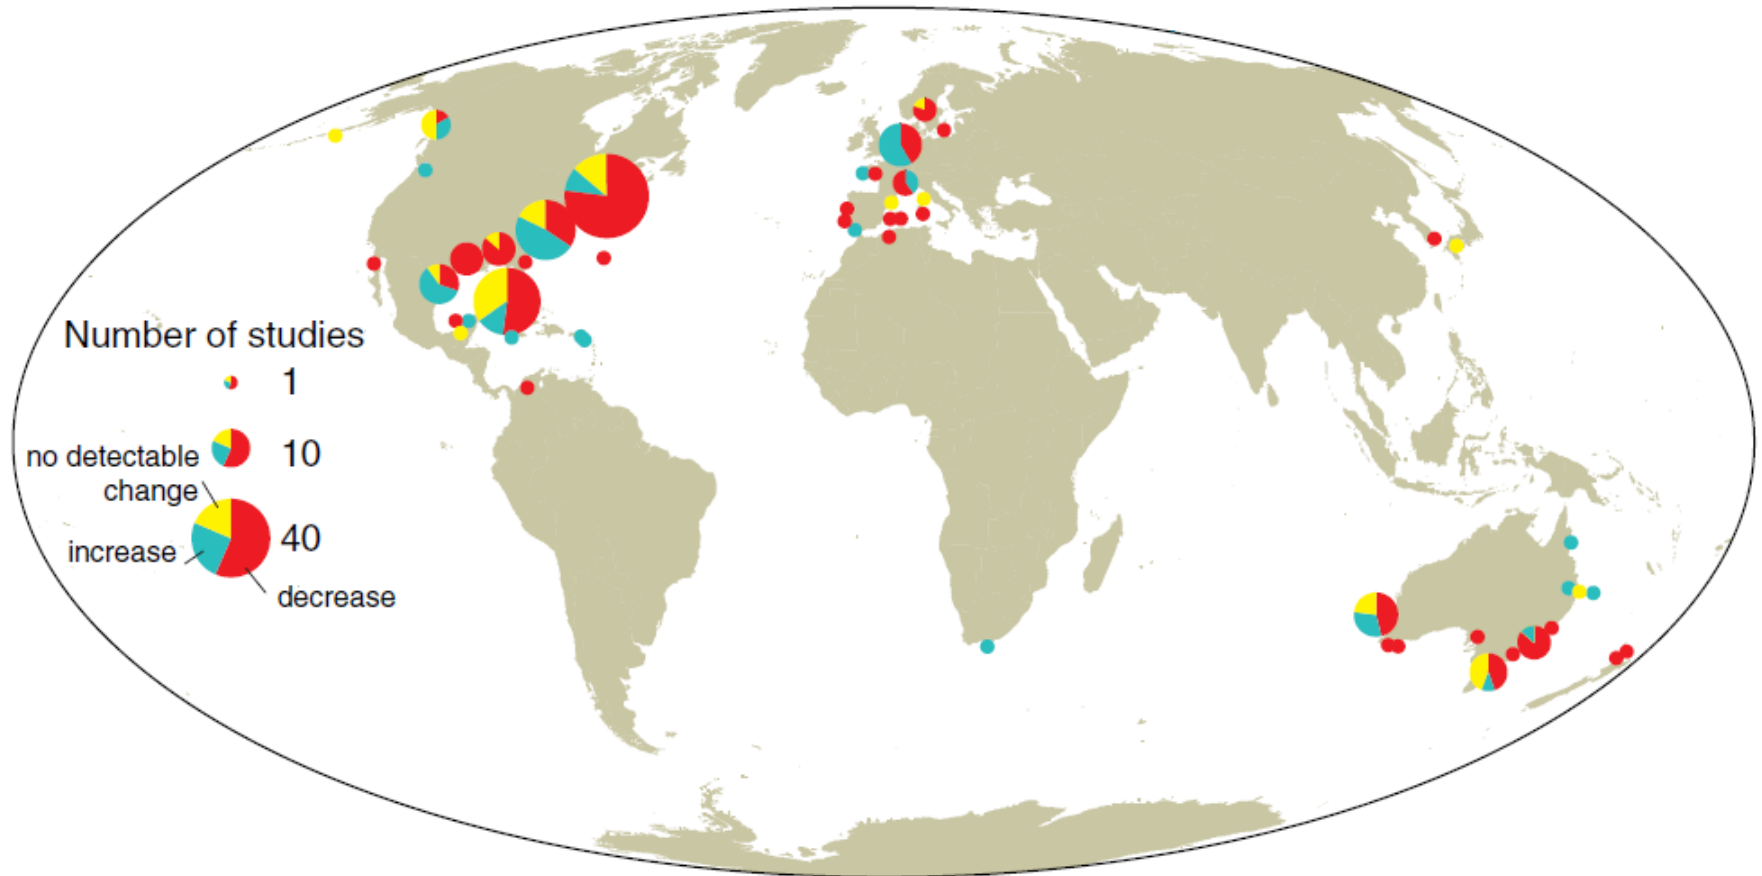 Number of studies
1
10
no detectable
change
40
increase
decrease